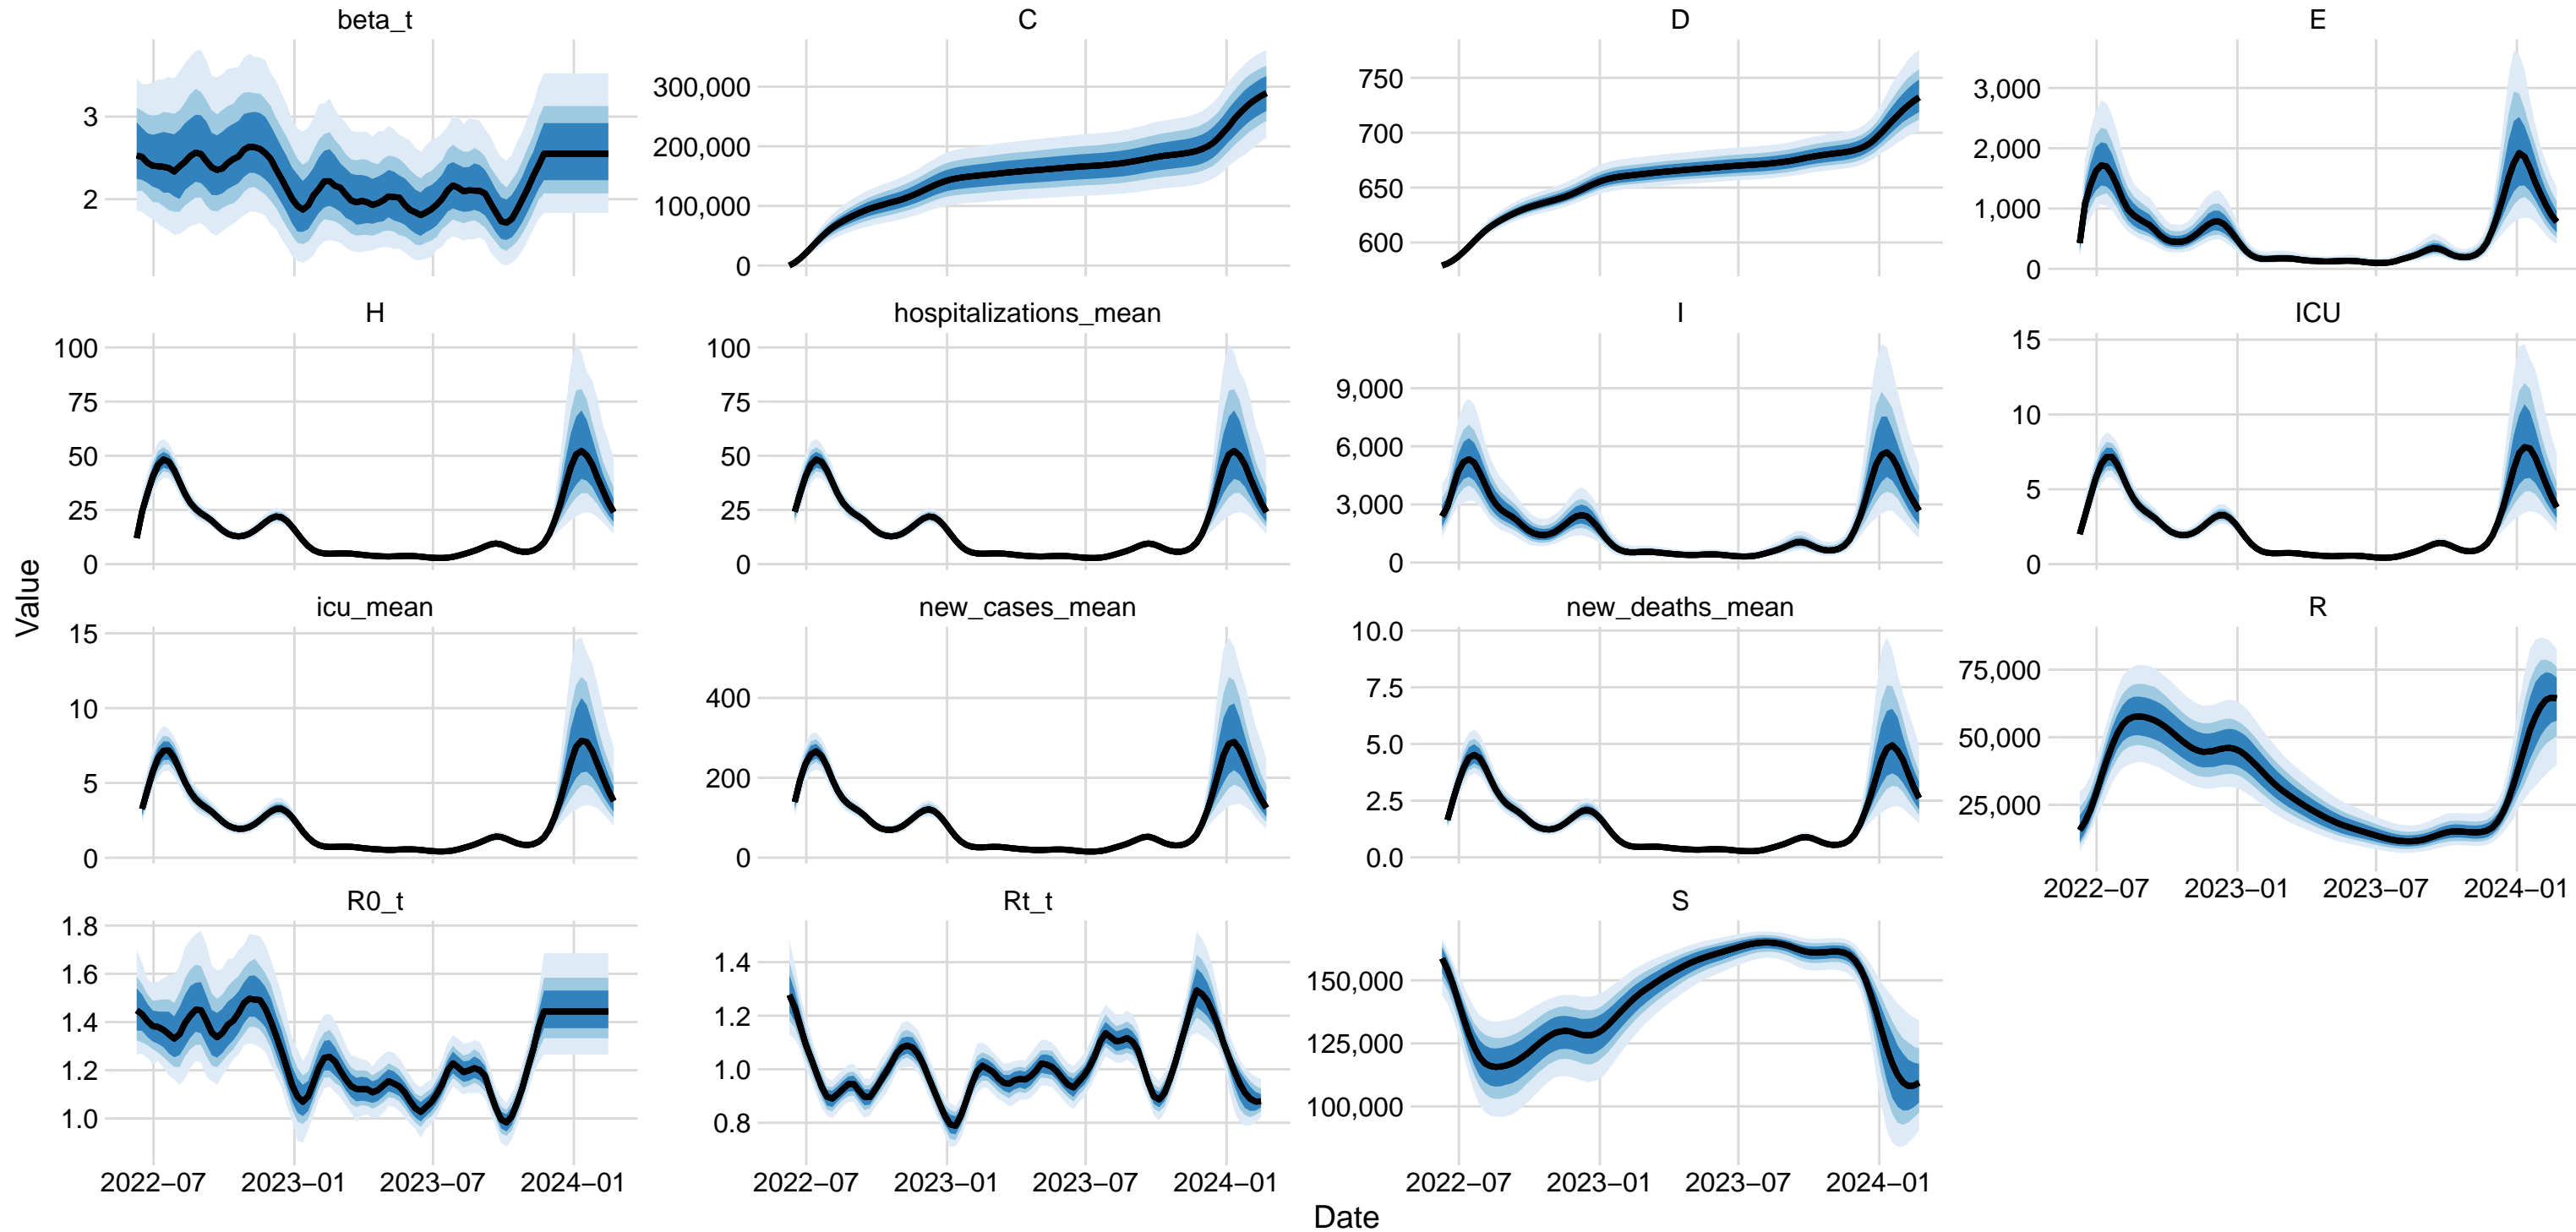 beta_t
C
D
E
3
2
300,000
200,000
100,000
0
750
700
650
600
3,000
2,000
1,000
0
H
hospitalizations_mean
I
ICU
100
75
50
25
0
100
75
50
25
0
9,000
6,000
3,000
0
15
10
5
0
Value
icu_mean
new_cases_mean
new_deaths_mean
R
15
10
5
0
400
200
0
10.0
7.5
5.0
2.5
0.0
75,000
50,000
25,000
2022−07 2023−01 2023−07 2024−01
R0_t
Rt_t
S
1.8
1.6
1.4
1.2
1.0
1.4
1.2
1.0
0.8
150,000
125,000
100,000
2022−07 2023−01 2023−07 2024−01
2022−07 2023−01 2023−07 2024−01
2022−07 2023−01 2023−07 2024−01
Date